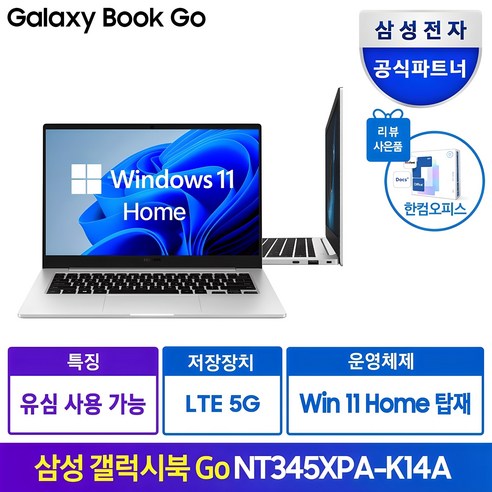 Galaxy Book Go
삼성전자
공식파트너
리뷰
사은품
Docs
Office
한컴오피스
Windows 11
Home
특징
유심 사용 가능
저장장치
LTE 5G
운영체제
Win 11 Home 탑재
삼성 갤럭시북 Go NT345XPA-K14A